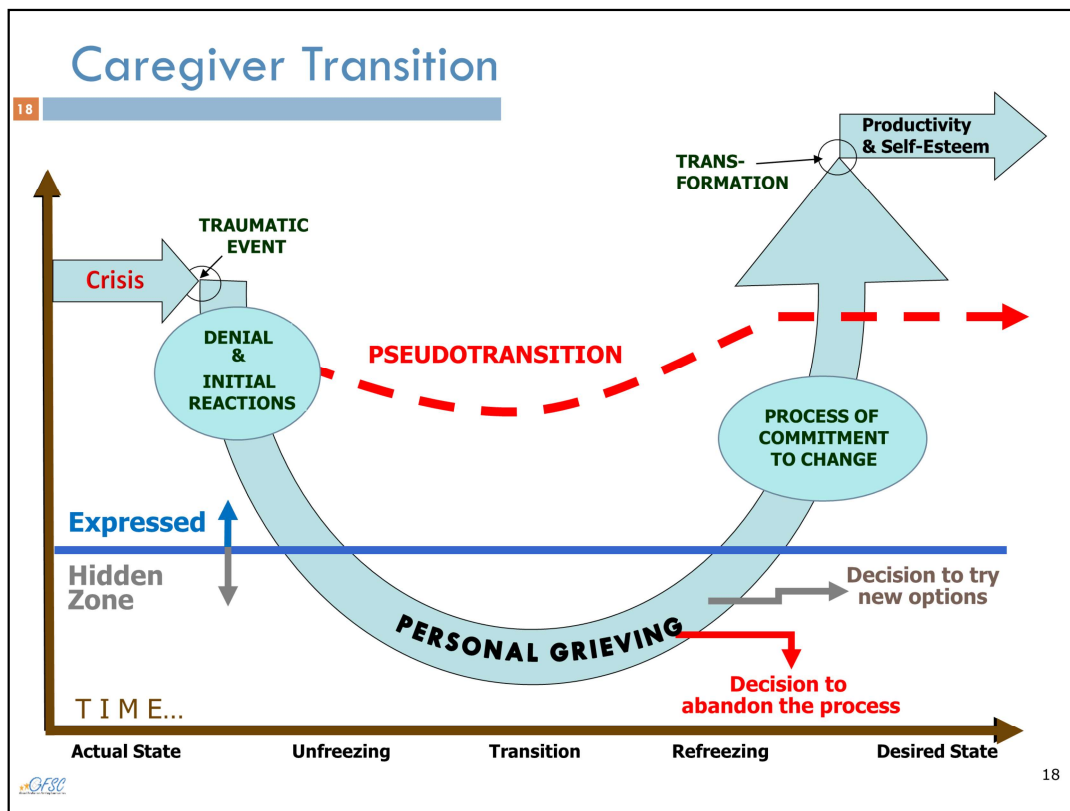 Caregiver Transition
18
Productivity
& Self-Esteem
TRANS-
FORMATION
TRAUMATIC
EVENT
Crisis
DENIAL
&
INITIAL
REACTIONS
PSEUDOTRANSITION
PROCESS OF
COMMITMENT
TO CHANGE
Expressed
Hidden
Zone
Decision to try
new options
PERSONAL GRIEVING
Decision to
abandon the process
TIME...
Actual State
Unfreezing
Transition
Refreezing
Desired State
18
GFSC